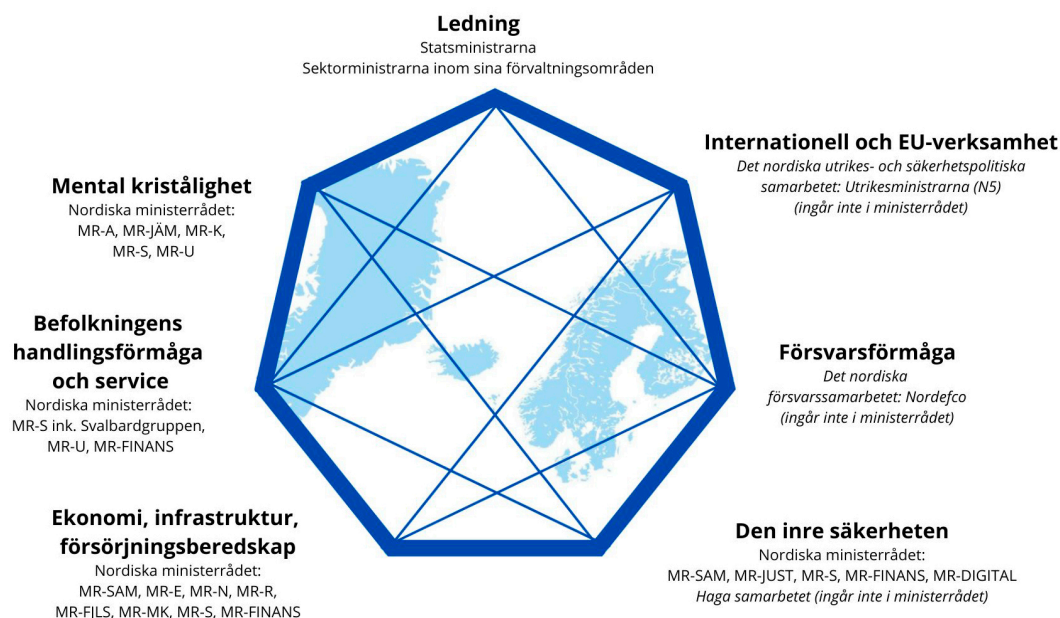 Ledning
Statsministrarna
Sektorministrarna inom sina förvaltningsområden
Internationell och EU-verksamhet
Det nordiska utrikes- och säkerhetspolitiska
samarbetet: Utrikesministrarna (N5)
(ingår inte i ministerrådet)
Mental kristålighet
Nordiska ministerrådet:
MR-A, MR-JÄM, MR-K,
MR-S, MR-U
Befolkningens
handlingsförmåga
och service
Nordiska ministerrådet:
MR-S ink. Svalbardgruppen,
MR-U, MR-FINANS
Försvarsförmåga
Det nordiska
försvarssamarbetet: Nordefco
(ingår inte i ministerrådet)
Ekonomi, infrastruktur,
försörjningsberedskap
Nordiska ministerrådet:
MR-SAM, MR-E, MR-N, MR-R,
MR-FJLS, MR-MK, MR-S, MR-FINANS
Den inre säkerheten
Nordiska ministerrådet:
MR-SAM, MR-JUST, MR-S, MR-FINANS, MR-DIGITAL
Haga samarbetet (ingår inte i ministerrådet)